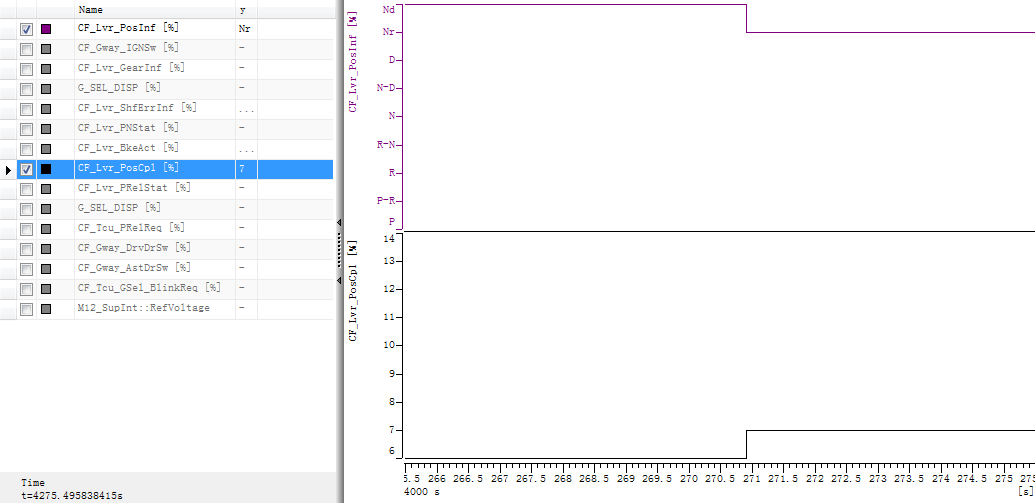 Name y
CF_Lvr_PosInf [%] Nr
CF_Gway_IGNSw [%] -
CF_Lvr_GearInf [%] -
G_SEL_DISP [%] -
CF_Lvr_ShfErrInf [%] ...
CF_Lvr_PNStat [%] -
CF_Lvr_BkeAct [%] ...
CF_Lvr_PosCpl [%] 7
CF_Lvr_PRelStat [%] -
G_SEL_DISP [%] -
CF_Tcu_PRelReq [%] -
CF_Gway_DrvDrSw [%] -
CF_Gway_AstDrSw [%] -
CF_Tcu_GSel_BlinkReq [%] -
M12_SupInt::RefVoltage -
Time
t=4275.495838415s
CF_Lvr_PosInf [%]
Nd
Nr
D
N-D
N
R-N
R
P-R
P
CF_Lvr_PosCpl [%]
14
13
12
11
10
9
8
7
6
5.5 266 266.5 267 267.5 268 268.5 269 269.5 270 270.5 271 271.5 272 272.5 273 273.5 274 274.5 275 275
4000 s [s]